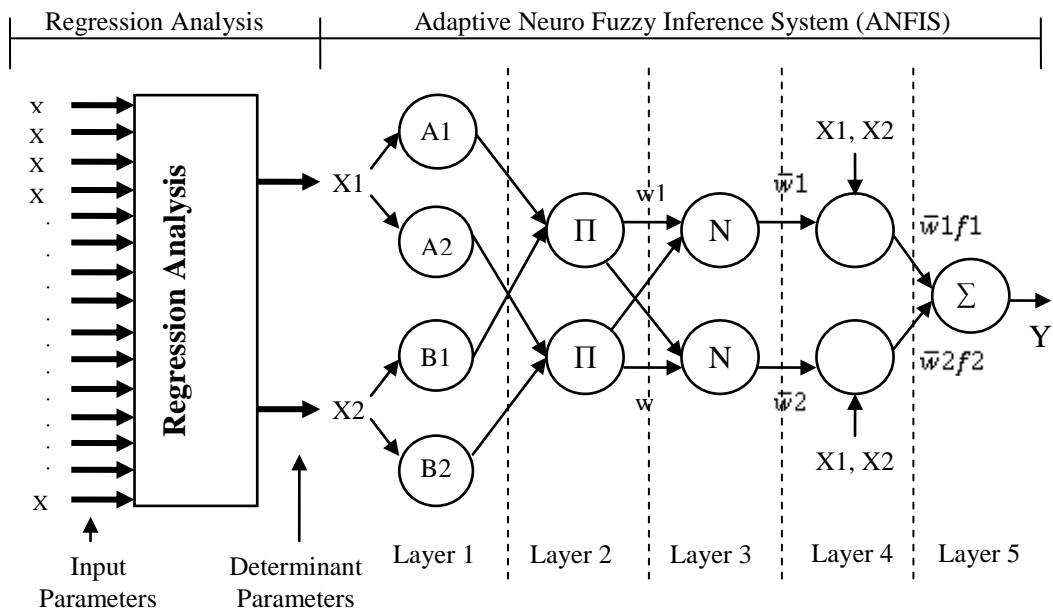 Regression Analysis
Adaptive Neuro Fuzzy Inference System (ANFIS)
X
X
X
X
.
.
.
.
.
.
.
.
.
.
X
Regression Analysis
X1
X2
A1
A2
B1
B2
Π
Π
w1
w
N
N
w̅1
w̅2
X1, X2
X1, X2
w̅1f1
w̅2f2
Σ
Y
Layer 1
Layer 2
Layer 3
Layer 4
Layer 5
Input
Parameters
Determinant
Parameters